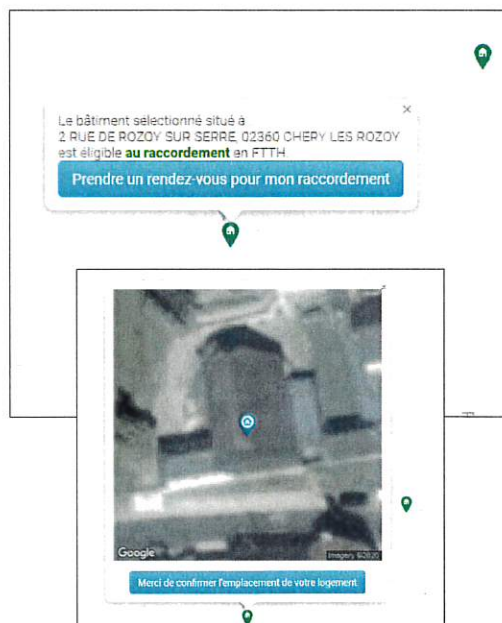 Le bâtiment sélectionné situé à
2 RUE DE ROZOY SUR SERRE, 02360 CHERY LES ROZOY
est éligible au raccordement en FTTH
Prendre un rendez-vous pour mon raccordement
Google
Imagery ©2020
Merci de confirmer l'emplacement de votre logement